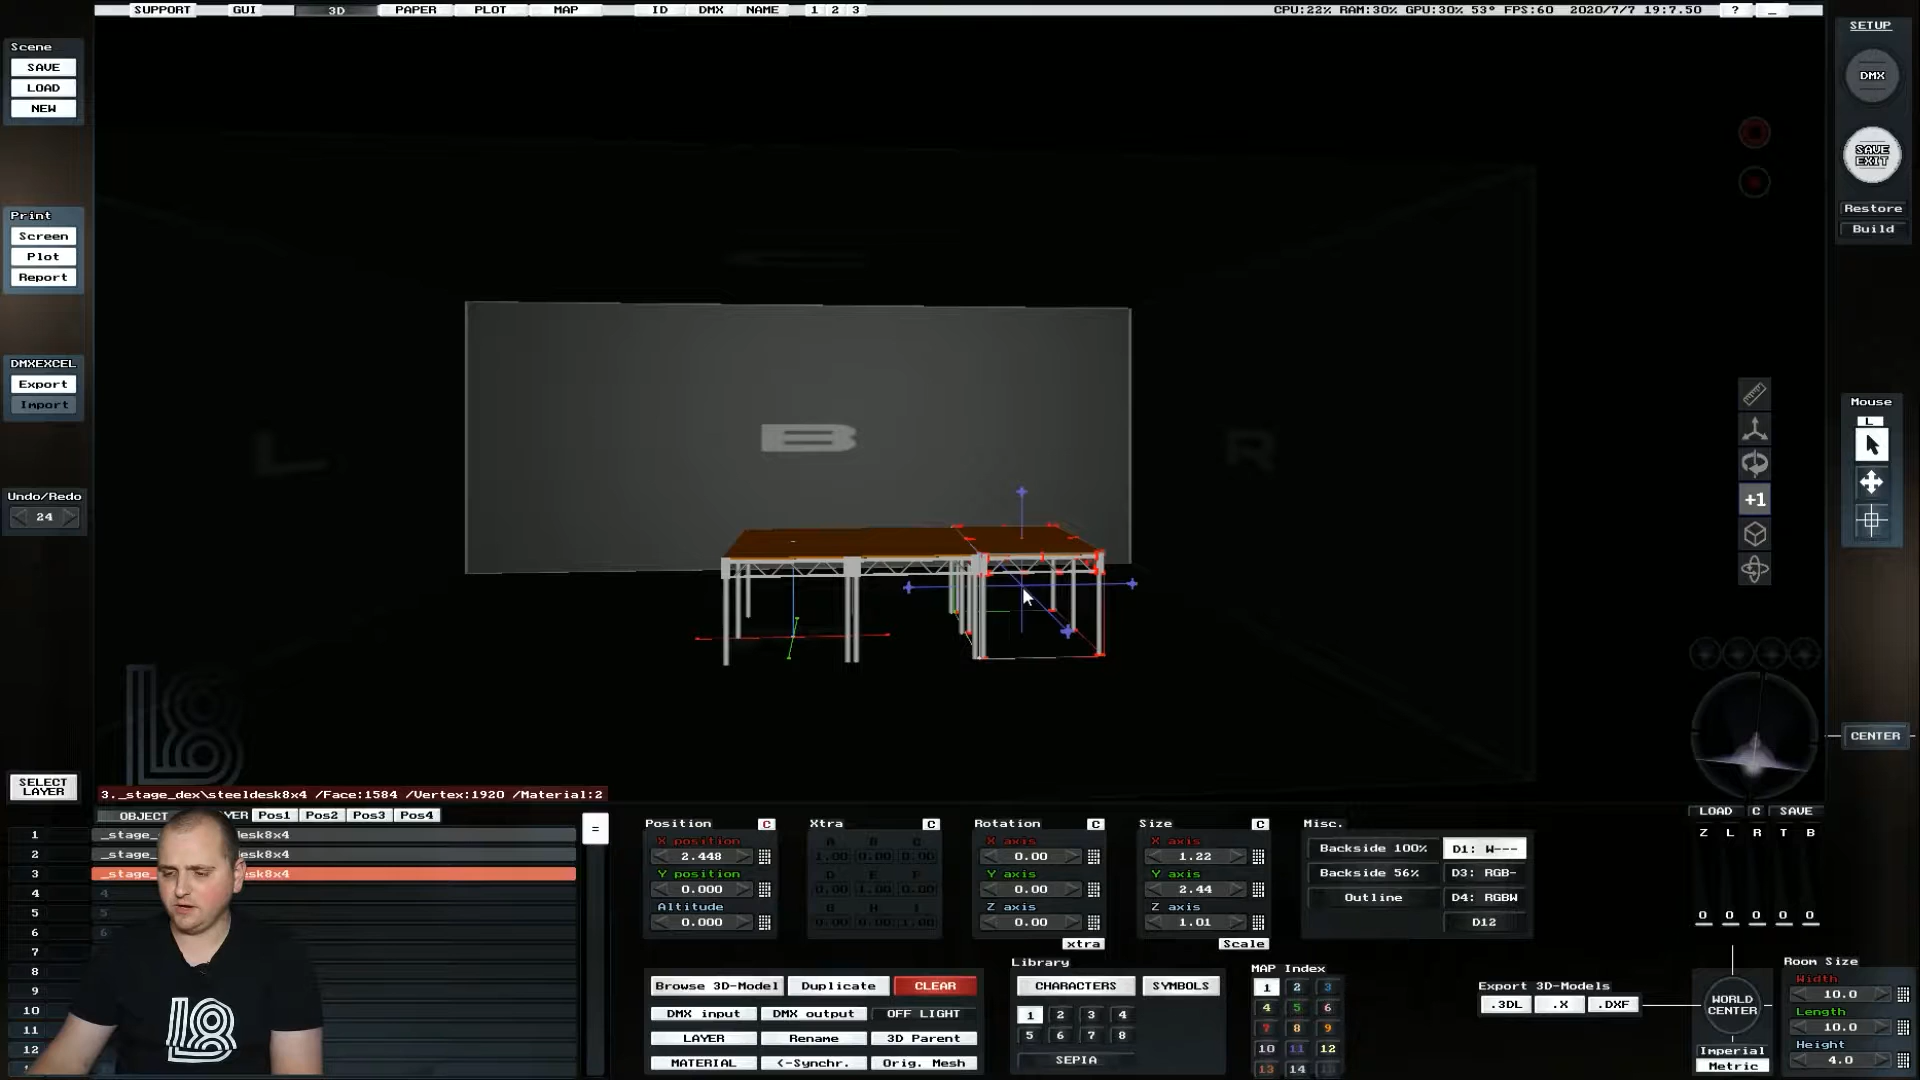 SUPPORT GUI 3D PAPER PLOT MAP ID DMX NAME 1 2 3 CPU:22% RAM:30% GPU:30% 53° FPS:60 2020/7/7 19:7.50 ? _
Scene
SAVE
LOAD
NEW
Print
Screen
Plot
Report
DMXEXCEL
Export
Import
Undo/Redo
24
SELECT
LAYER
L
B
R
SETUP
DMX
SAVE
EXIT
Restore
Build
+1
Mouse
L
CENTER
LOAD C SAVE
Z L R T B
0 0 0 0 0
3._stage_dex\steeldesk8x4 /Face:1584 /Vertex:1920 /Material:2
OBJECT Pos1 Pos2 Pos3 Pos4
=
1 _stage_ desk8x4
2 _stage_ desk8x4
3 _stage_ desk8x4
4 4
5 5
6 6
7
8
9
10
11
12
Position C
X position
2.448
Y position
0.000
Altitude
0.000
Xtra C
Rotation C
X axis
0.00
Y axis
0.00
Z axis
0.00
xtra
Size C
X axis
1.22
Y axis
2.44
Z axis
1.01
Scale
Misc.
Backside 100% D1: W---
Backside 56% D3: RGB-
Outline D4: RGBW
D12
Browse 3D-Model Duplicate CLEAR
DMX input DMX output OFF LIGHT
LAYER Rename 3D Parent
MATERIAL <-Synchr. Orig. Mesh
Library
CHARACTERS SYMBOLS
1 2 3 4
5 6 7 8
SEPIA
MAP Index
1 2 3
4 5 6
7 8 9
10 11 12
13 14
Export 3D-Models
.3DL .X .DXF
WORLD
CENTER
Imperial
Metric
Room Size
Width
10.0
Length
10.0
Height
4.0